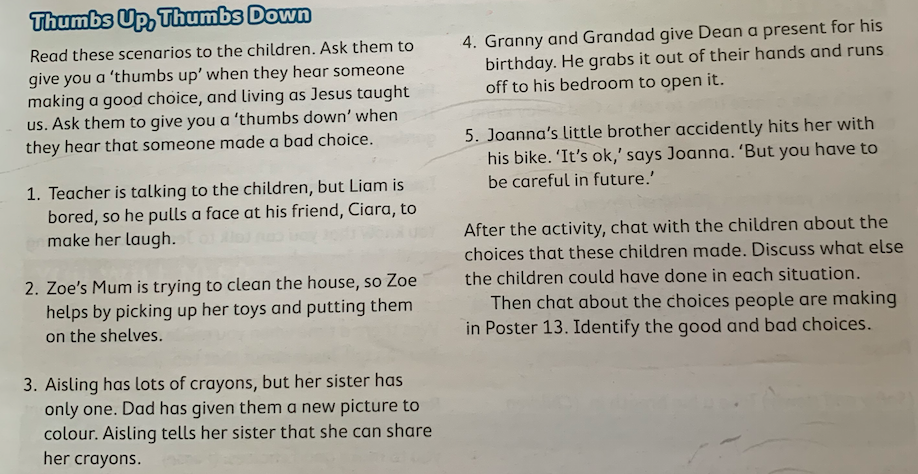 Thumbs Up, Thumbs Down
Read these scenarios to the children. Ask them to
give you a ‘thumbs up’ when they hear someone
making a good choice, and living as Jesus taught
us. Ask them to give you a ‘thumbs down’ when
they hear that someone made a bad choice.
1. Teacher is talking to the children, but Liam is
bored, so he pulls a face at his friend, Ciara, to
make her laugh.
2. Zoe’s Mum is trying to clean the house, so Zoe
helps by picking up her toys and putting them
on the shelves.
3. Aisling has lots of crayons, but her sister has
only one. Dad has given them a new picture to
colour. Aisling tells her sister that she can share
her crayons.
4. Granny and Grandad give Dean a present for his
birthday. He grabs it out of their hands and runs
off to his bedroom to open it.
5. Joanna’s little brother accidently hits her with
his bike. ‘It’s ok,’ says Joanna. ‘But you have to
be careful in future.’
After the activity, chat with the children about the
choices that these children made. Discuss what else
the children could have done in each situation.
Then chat about the choices people are making
in Poster 13. Identify the good and bad choices.